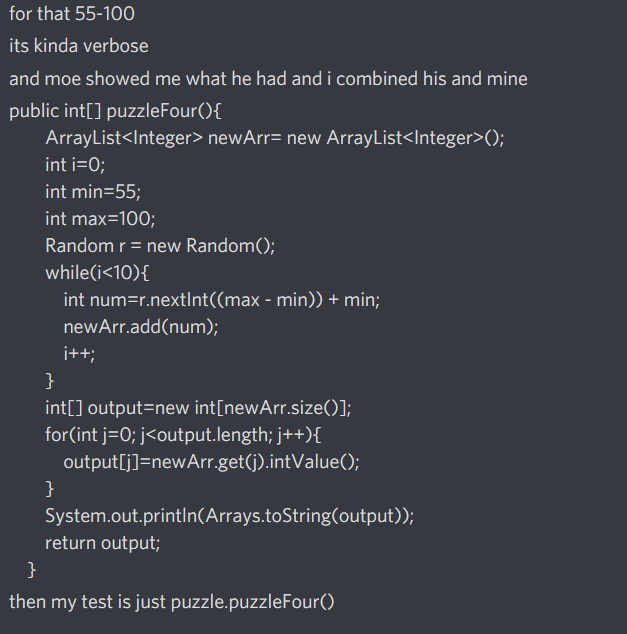 for that 55-100
its kinda verbose
and moe showed me what he had and i combined his and mine
public int[] puzzleFour(){
ArrayList<Integer> newArr= new ArrayList<Integer>();
int i=0;
int min=55;
int max=100;
Random r = new Random();
while(i<10){
int num=r.nextInt((max - min)) + min;
newArr.add(num);
i++;
}
int[] output=new int[newArr.size()];
for(int j=0; j<output.length; j++){
output[j]=newArr.get(j).intValue();
}
System.out.println(Arrays.toString(output));
return output;
}
then my test is just puzzle.puzzleFour()